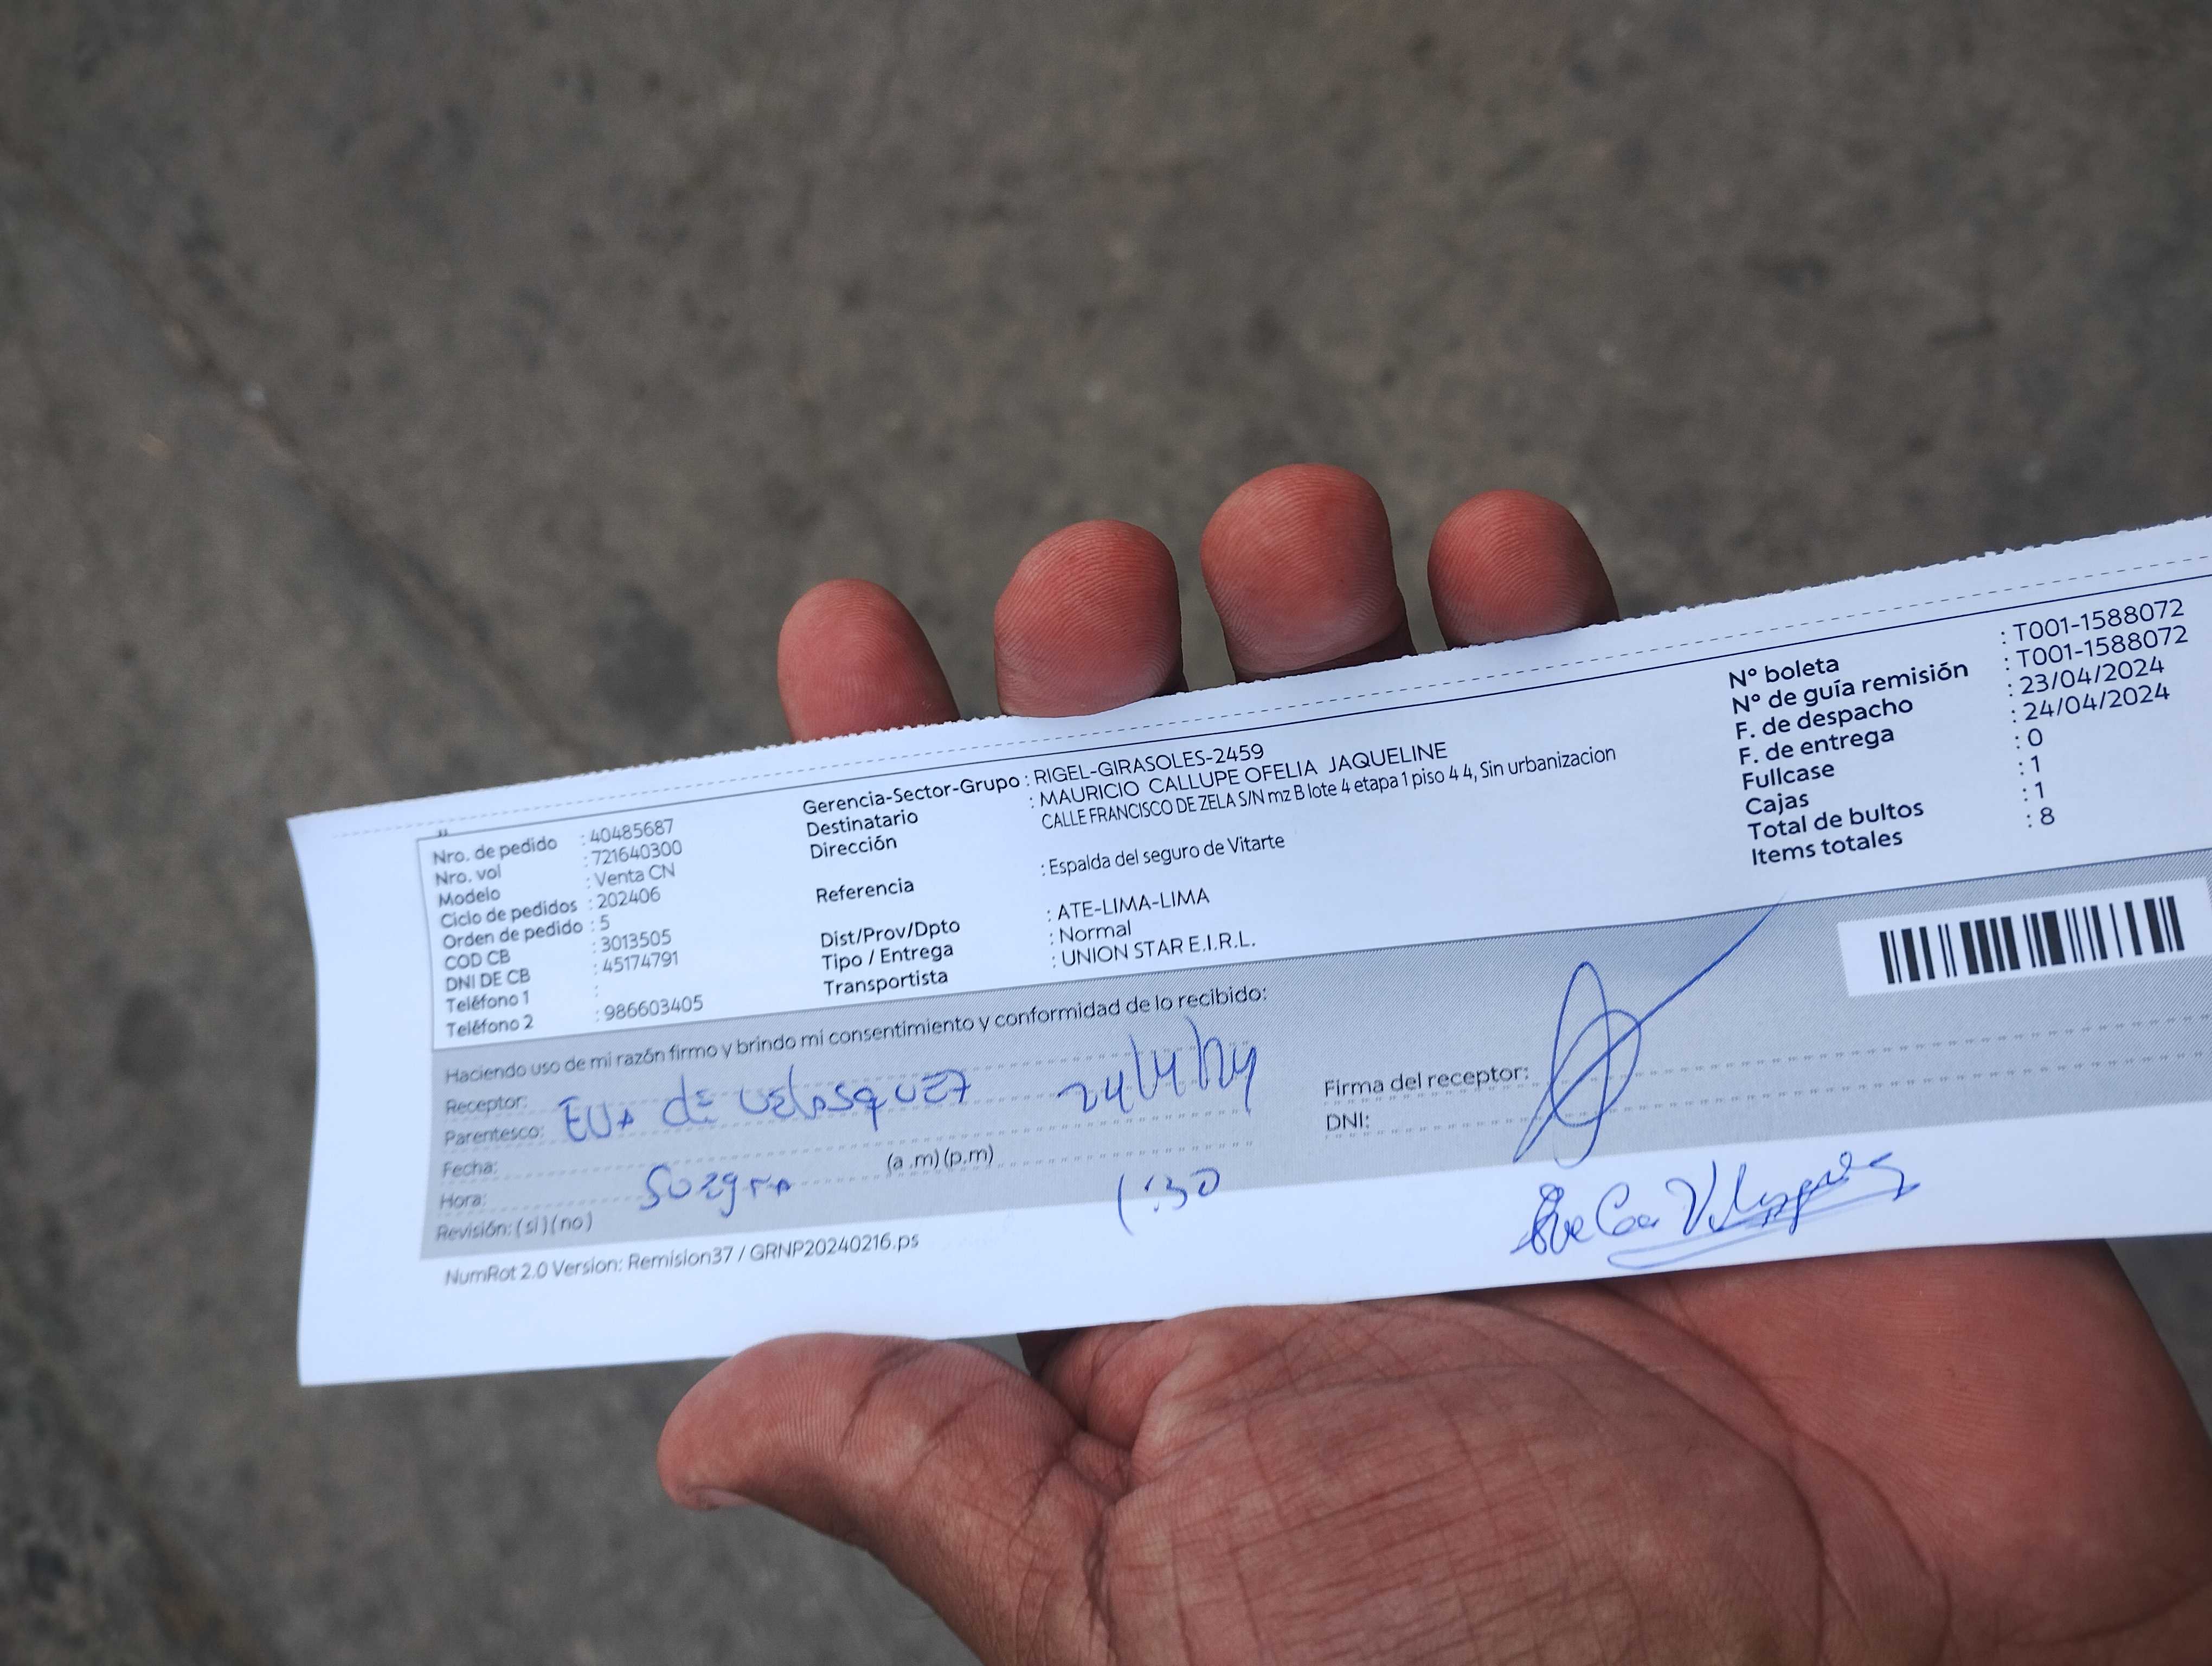 Nro. de pedido : 40485687
Nro. vol : 721640300
Modelo : Venta CN
Ciclo de pedidos : 202406
Orden de pedido : 5
COD CB : 3013505
DNI DE CB : 45174791
Teléfono 1 :
Teléfono 2 : 986603405
Gerencia-Sector-Grupo : RIGEL-GIRASOLES-2459
Destinatario : MAURICIO CALLUPE OFELIA JAQUELINE
Dirección CALLE FRANCISCO DE ZELA S/N mz B lote 4 etapa 1 piso 4 4, Sin urbanizacion
Referencia : Espalda del seguro de Vitarte
Dist/Prov/Dpto : ATE-LIMA-LIMA
Tipo / Entrega : Normal
Transportista : UNION STAR E.I.R.L.
Nº boleta : T001-1588072
Nº de guía remisión : T001-1588072
F. de despacho : 23/04/2024
F. de entrega : 24/04/2024
Fullcase : 0
Cajas : 1
Total de bultos : 1
Items totales : 8
Haciendo uso de mi razón firmo y brindo mi consentimiento y conformidad de lo recibido:
Receptor:
Parentesco: EVA de Velasquez 24/4/24
Fecha:
Hora: Suegra (a .m) (p.m) 1:30
Revisión: ( si ) ( no )
Firma del receptor:
DNI:
NumRot 2.0 Version: Remision37 / GRNP20240216.ps